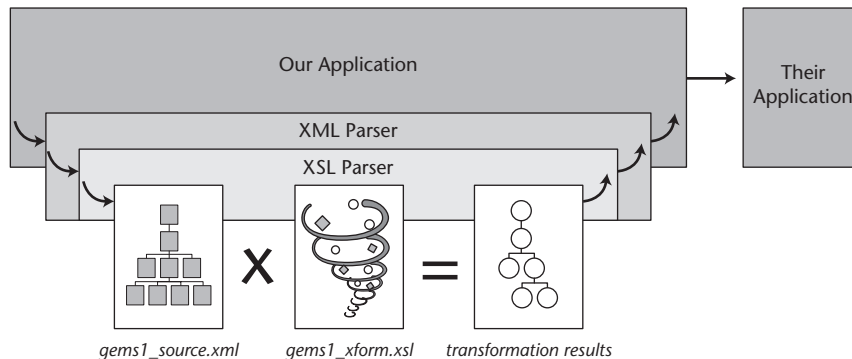 Our Application
Their
Application
XML Parser
XSL Parser
X
=
gems1_source.xml
gems1_xform.xsl
transformation results